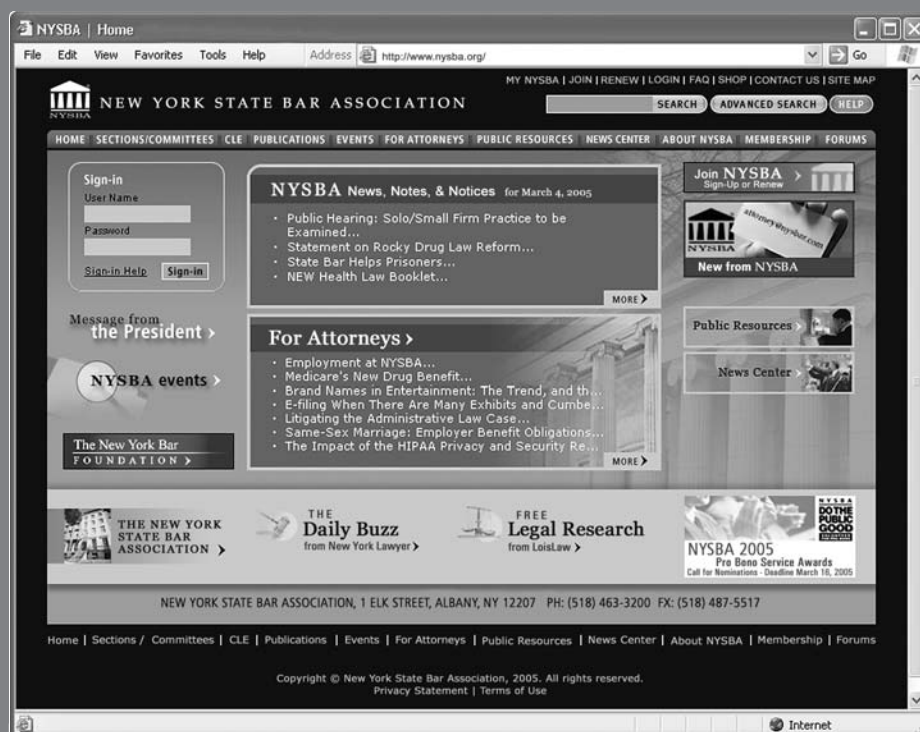 NYSBA | Home
File Edit View Favorites Tools Help Address http://www.nysba.org/ Go
MY NYSBA | JOIN | RENEW | LOGIN | FAQ | SHOP | CONTACT US | SITE MAP
NYSBA
NEW YORK STATE BAR ASSOCIATION
SEARCH ADVANCED SEARCH HELP
HOME SECTIONS/COMMITTEES CLE PUBLICATIONS EVENTS FOR ATTORNEYS PUBLIC RESOURCES NEWS CENTER ABOUT NYSBA MEMBERSHIP FORUMS
Sign-in
User Name
Password
Sign-in Help Sign-in
Message from
the President
NYSBA events
The New York Bar
FOUNDATION
NYSBA News, Notes, & Notices for March 4, 2005
· Public Hearing: Solo/Small Firm Practice to be
Examined...
· Statement on Rocky Drug Law Reform...
· State Bar Helps Prisoners...
· NEW Health Law Booklet...
MORE
For Attorneys
· Employment at NYSBA...
· Medicare's New Drug Benefit...
· Brand Names in Entertainment: The Trend, and th...
· E-filing When There Are Many Exhibits and Cumbe...
· Litigating the Administrative Law Case...
· Same-Sex Marriage: Employer Benefit Obligations...
· The Impact of the HIPAA Privacy and Security Re...
MORE
Join NYSBA
Sign-Up or Renew
attorney@nysbar.com
NYSBA
New from NYSBA
Public Resources
News Center
THE NEW YORK
STATE BAR
ASSOCIATION
THE
Daily Buzz
from New York Lawyer
FREE
Legal Research
from LoisLaw
NYSBA
DO THE
PUBLIC
GOOD
NYSBA 2005
Pro Bono Service Awards
Call for Nominations - Deadline March 16, 2005
NEW YORK STATE BAR ASSOCIATION, 1 ELK STREET, ALBANY, NY 12207 PH: (518) 463-3200 FX: (518) 487-5517
Home | Sections / Committees | CLE | Publications | Events | For Attorneys | Public Resources | News Center | About NYSBA | Membership | Forums
Copyright © New York State Bar Association, 2005. All rights reserved.
Privacy Statement | Terms of Use
Internet